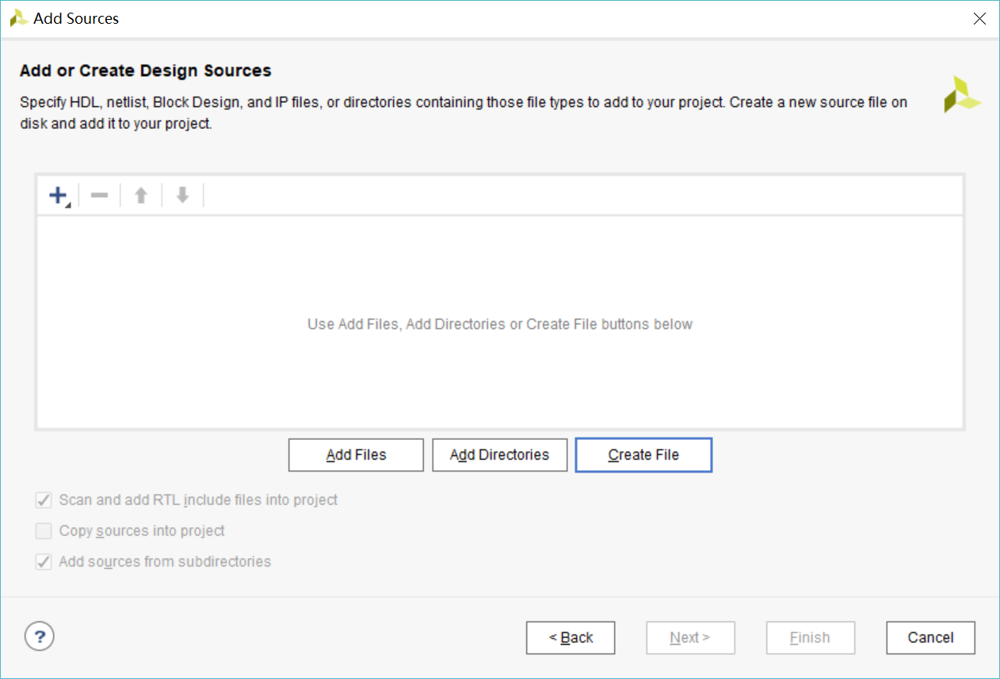 Add Sources
Add or Create Design Sources
Specify HDL, netlist, Block Design, and IP files, or directories containing those file types to add to your project. Create a new source file on
disk and add it to your project.
Use Add Files, Add Directories or Create File buttons below
Add Files
Add Directories
Create File
Scan and add RTL include files into project
Copy sources into project
Add sources from subdirectories
?
< Back
Next >
Finish
Cancel